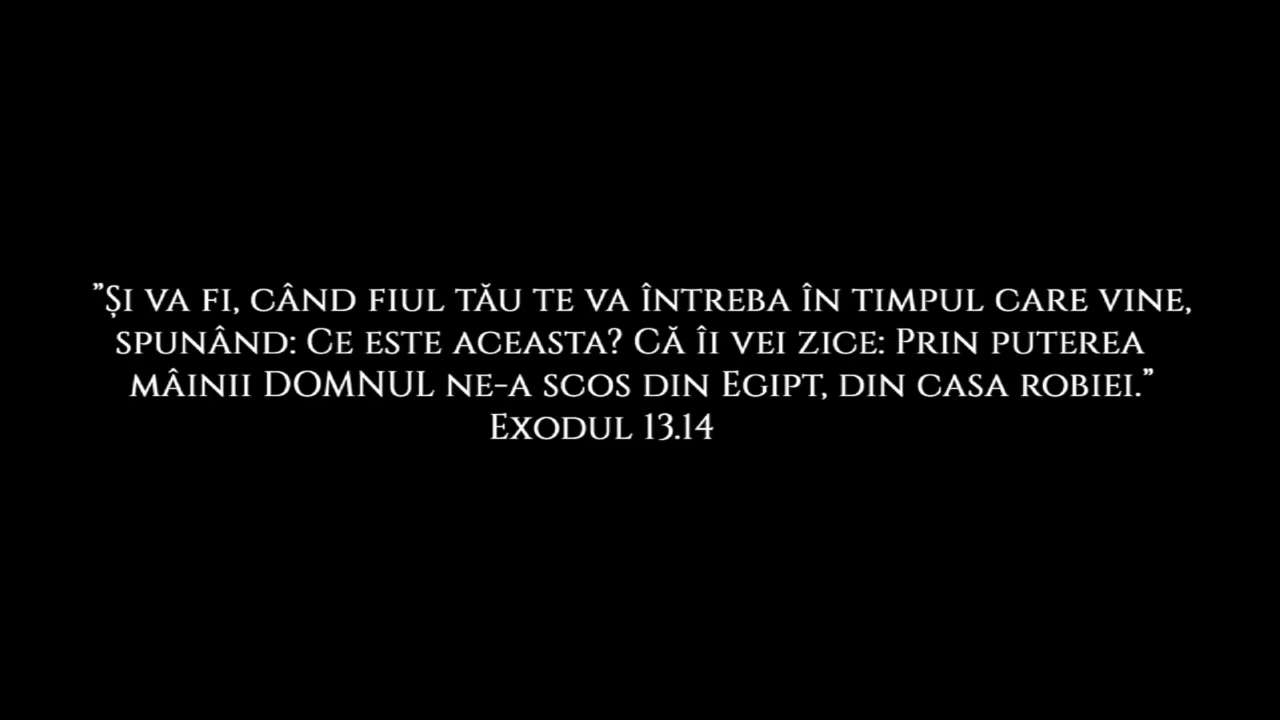 ”Și va fi, când fiul tău te va întreba în timpul care vine,
spunând: Ce este aceasta? Că îi vei zice: Prin puterea
mâinii DOMNUL ne-a scos din Egipt, din casa robiei.”
Exodul 13.14